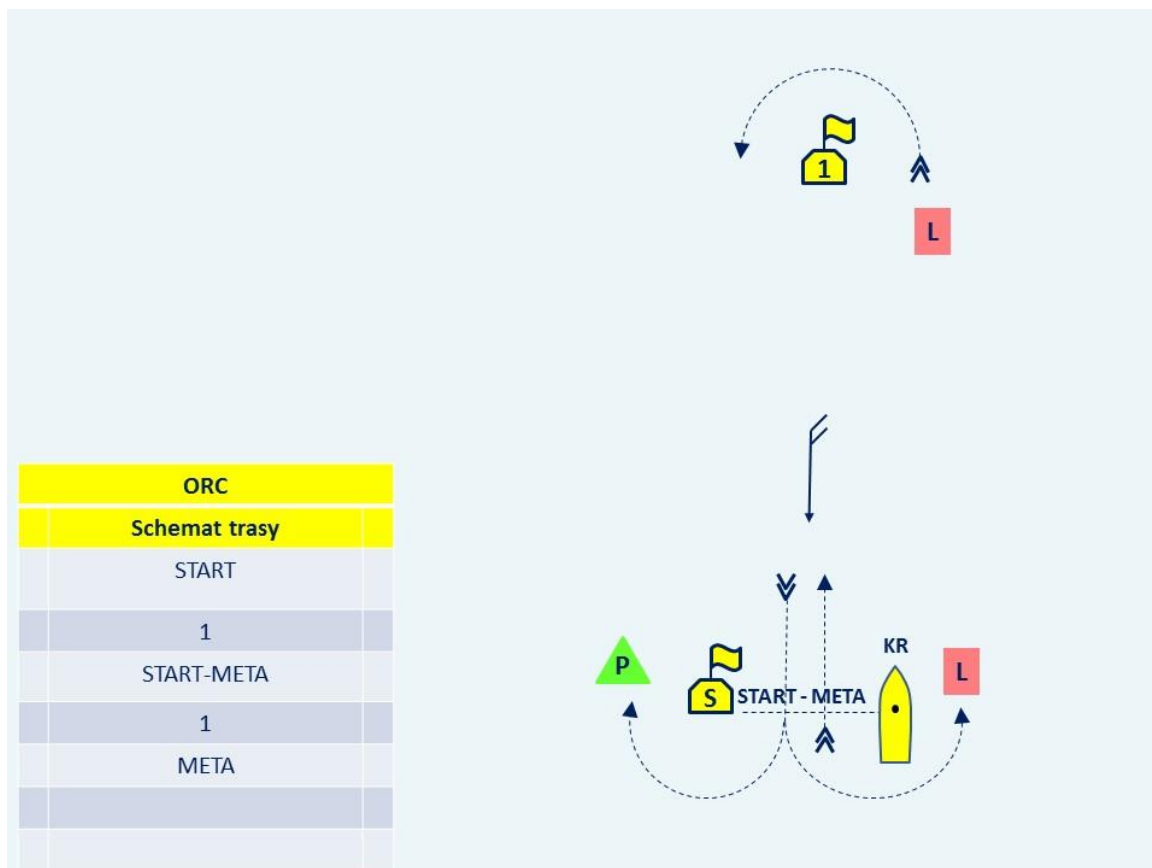 1
L
ORC
Schemat trasy
START
1
START-META
1
META
KR
P
S
START - META
L